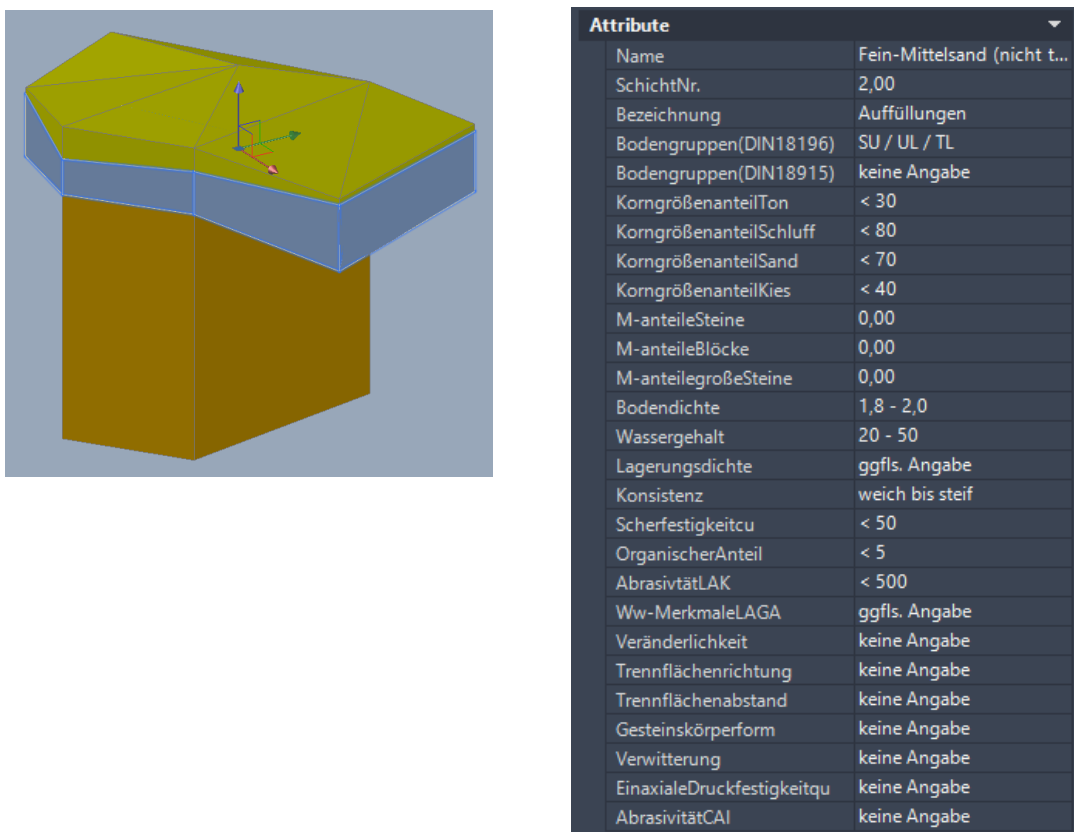 Attribute
Name Fein-Mittelsand (nicht t...
SchichtNr. 2,00
Bezeichnung Auffüllungen
Bodengruppen(DIN18196) SU / UL / TL
Bodengruppen(DIN18915) keine Angabe
KorngrößenanteilTon < 30
KorngrößenanteilSchluff < 80
KorngrößenanteilSand < 70
KorngrößenanteilKies < 40
M-anteileSteine 0,00
M-anteileBlöcke 0,00
M-anteilegroßeSteine 0,00
Bodendichte 1,8 - 2,0
Wassergehalt 20 - 50
Lagerungsdichte ggfls. Angabe
Konsistenz weich bis steif
Scherfestigkeitcu < 50
OrganischerAnteil < 5
AbrasivtätLAK < 500
Ww-MerkmaleLAGA ggfls. Angabe
Veränderlichkeit keine Angabe
Trennflächenrichtung keine Angabe
Trennflächenabstand keine Angabe
Gesteinskörperform keine Angabe
Verwitterung keine Angabe
EinaxialeDruckfestigkeitqu keine Angabe
AbrasivitätCAI keine Angabe